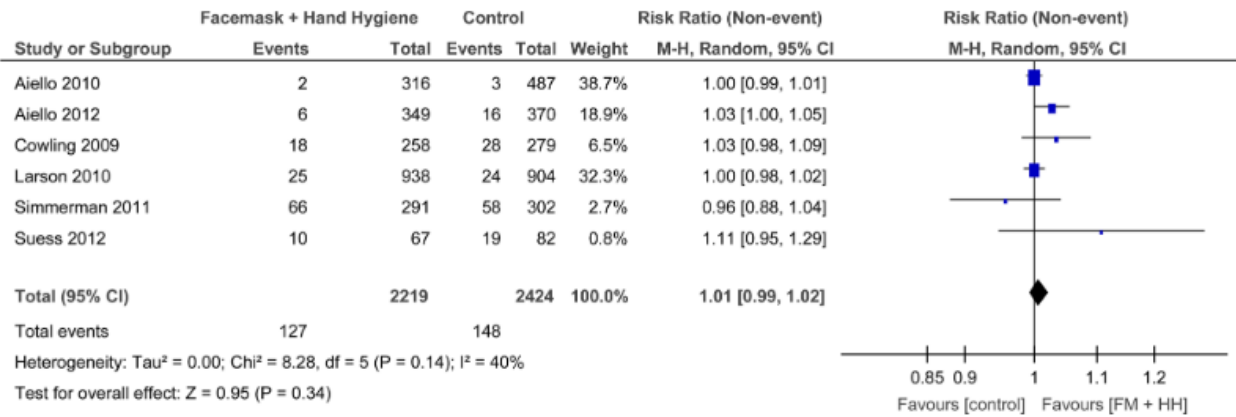 Facemask + Hand Hygiene Control Risk Ratio (Non-event) Risk Ratio (Non-event)
Study or Subgroup Events Total Events Total Weight M-H, Random, 95% CI M-H, Random, 95% CI
Aiello 2010 2 316 3 487 38.7% 1.00 [0.99, 1.01]
Aiello 2012 6 349 16 370 18.9% 1.03 [1.00, 1.05]
Cowling 2009 18 258 28 279 6.5% 1.03 [0.98, 1.09]
Larson 2010 25 938 24 904 32.3% 1.00 [0.98, 1.02]
Simmerman 2011 66 291 58 302 2.7% 0.96 [0.88, 1.04]
Suess 2012 10 67 19 82 0.8% 1.11 [0.95, 1.29]
Total (95% CI) 2219 2424 100.0% 1.01 [0.99, 1.02]
Total events 127 148
Heterogeneity: Tau² = 0.00; Chi² = 8.28, df = 5 (P = 0.14); I² = 40%
Test for overall effect: Z = 0.95 (P = 0.34)
0.85 0.9 1 1.1 1.2
Favours [control] Favours [FM + HH]